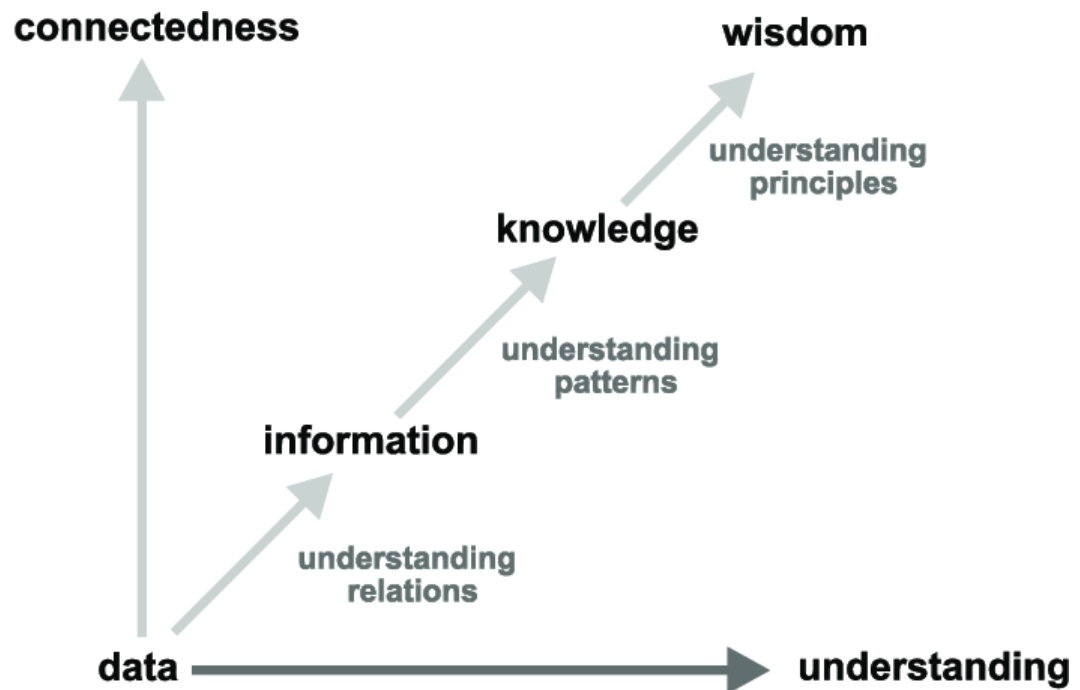 connectedness
wisdom
understanding
principles
knowledge
understanding
patterns
information
understanding
relations
data
understanding